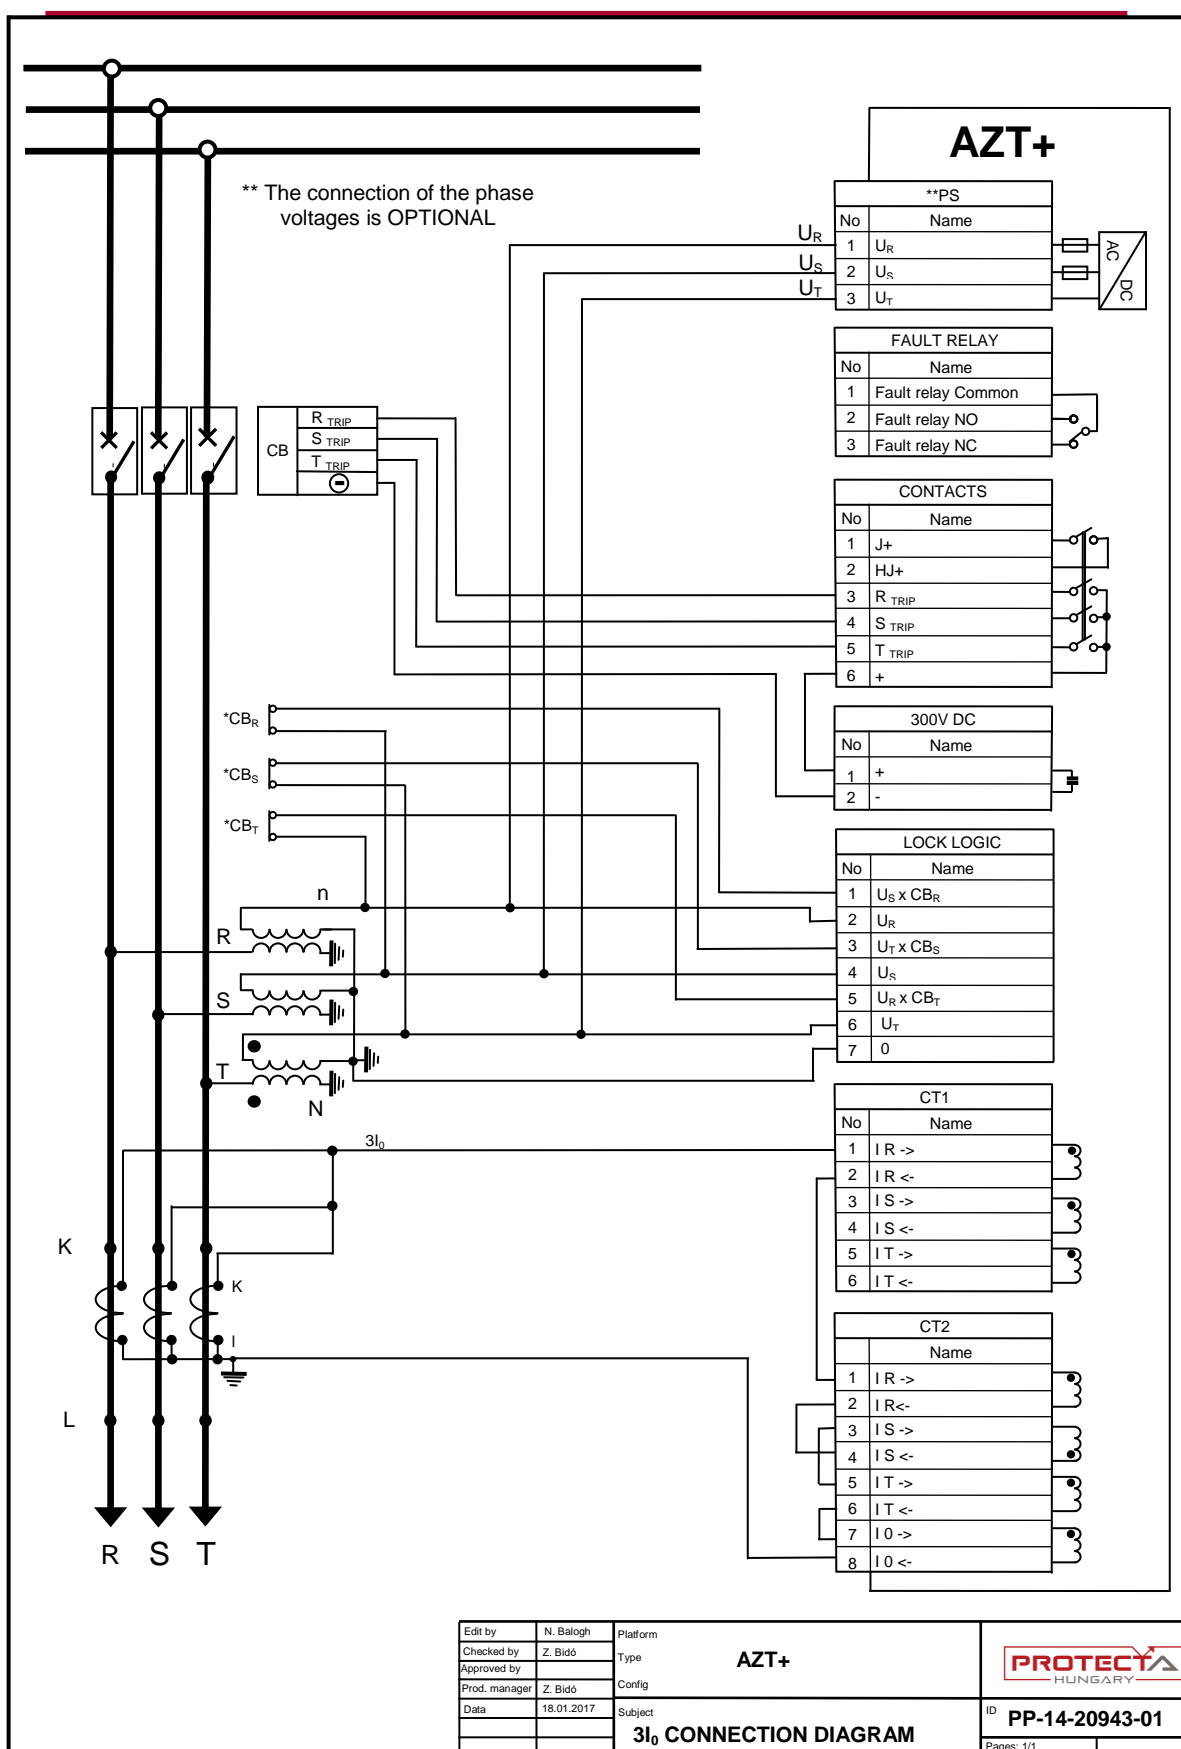 AZT+
** The connection of the phase
voltages is OPTIONAL
**PS
No Name
1 UR
2 US
3 UT
UR
US
UT
AC
DC
FAULT RELAY
No Name
1 Fault relay Common
2 Fault relay NO
3 Fault relay NC
CB
R TRIP
S TRIP
T TRIP
-
CONTACTS
No Name
1 J+
2 HJ+
3 R TRIP
4 S TRIP
5 T TRIP
6 +
*CBR
*CBS
*CBT
300V DC
No Name
1 +
2 -
LOCK LOGIC
No Name
1 US x CBR
2 UR
3 UT x CBS
4 US
5 UR x CBT
6 UT
7 0
n
R
S
T
N
3I0
CT1
No Name
1 I R ->
2 I R <-
3 I S ->
4 I S <-
5 I T ->
6 I T <-
K
K
l
L
CT2
Name
1 I R ->
2 I R<-
3 I S ->
4 I S <-
5 I T ->
6 I T <-
7 I 0 ->
8 I 0 <-
R S T
Edit by N. Balogh
Checked by Z. Bidó
Approved by
Prod. manager Z. Bidó
Data 18.01.2017
Platform
Type AZT+
Config
Subject
3I0 CONNECTION DIAGRAM
PROTECTA
HUNGARY
ID PP-14-20943-01
Pages: 1/1